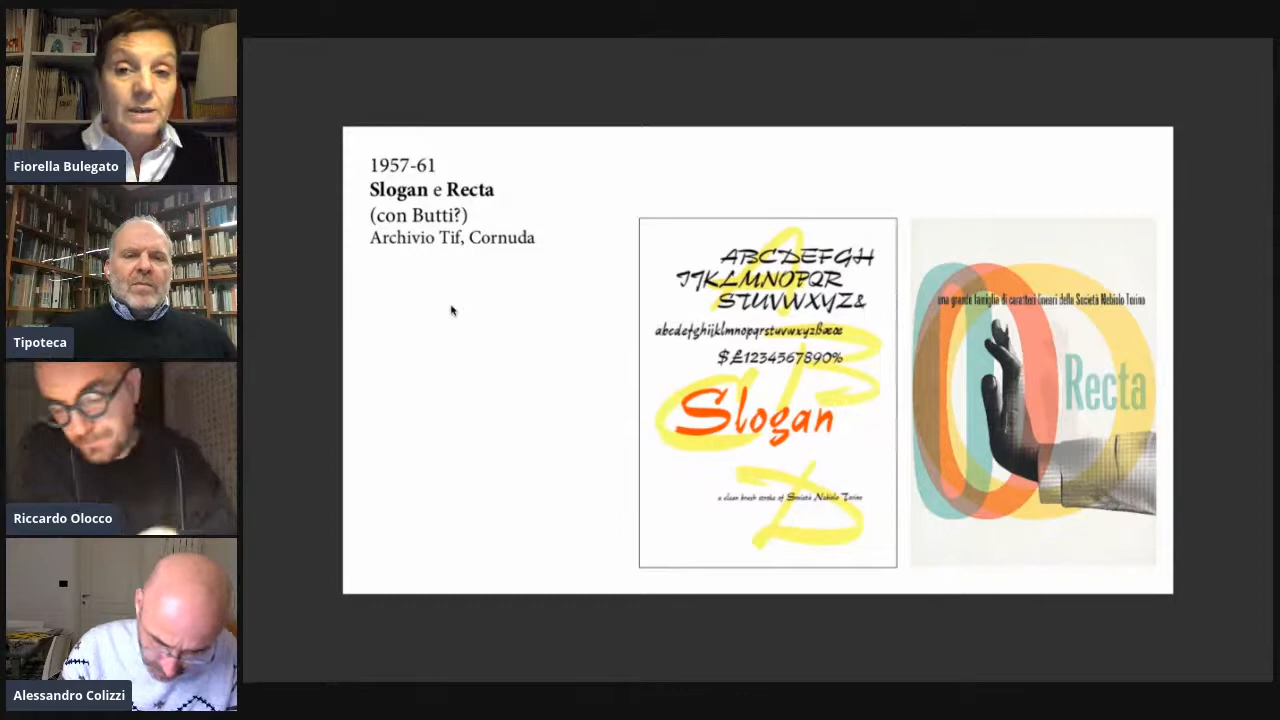 Fiorella Bulegato
Tipoteca
Riccardo Olocco
Alessandro Colizzi
1957-61
Slogan e Recta
(con Butti?)
Archivio Tif, Cornuda
ABCDEFGH
IJKLMNOPQR
STUVWXYZ&
abcdefghijklmnopqrstuvwxyzßæœ
$£1234567890%
Slogan
a clean brush stroke of Società Nebiolo Torino
A
B
C
D
una grande famiglia di caratteri lineari della Società Nebiolo Torino
Recta